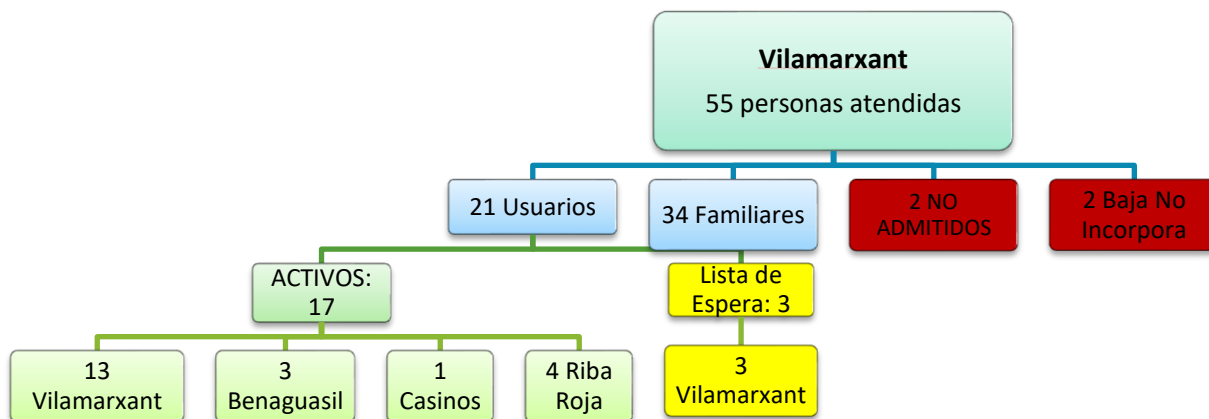 Vilamarxant
55 personas atendidas
21 Usuarios
34 Familiares
2 NO
ADMITIDOS
2 Baja No
Incorpora
ACTIVOS:
17
Lista de
Espera: 3
13
Vilamarxant
3
Benaguasil
1
Casinos
4 Riba
Roja
3
Vilamarxant